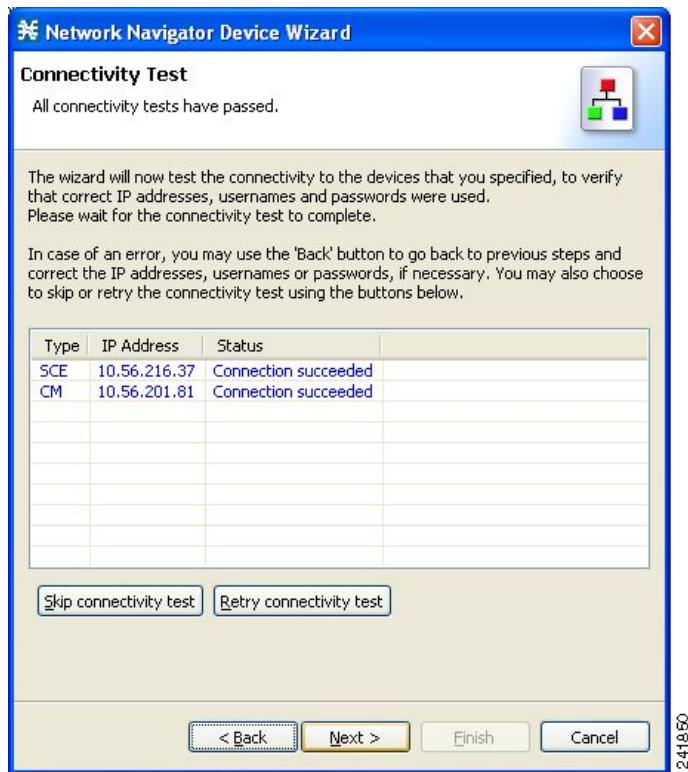 Network Navigator Device Wizard
Connectivity Test
All connectivity tests have passed.
The wizard will now test the connectivity to the devices that you specified, to verify
that correct IP addresses, usernames and passwords were used.
Please wait for the connectivity test to complete.
In case of an error, you may use the 'Back' button to go back to previous steps and
correct the IP addresses, usernames or passwords, if necessary. You may also choose
to skip or retry the connectivity test using the buttons below.
Type IP Address Status
SCE 10.56.216.37 Connection succeeded
CM 10.56.201.81 Connection succeeded
Skip connectivity test Retry connectivity test
< Back Next > Finish Cancel
241850